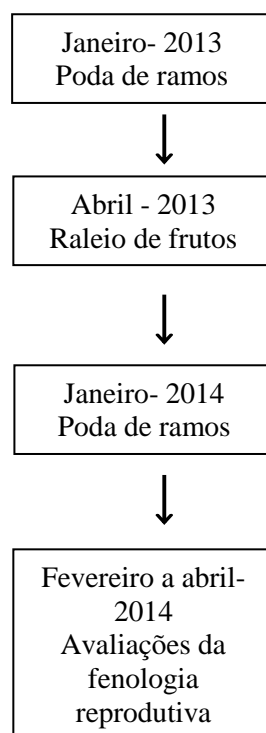 Janeiro- 2013
Poda de ramos
Abril - 2013
Raleio de frutos
Janeiro- 2014
Poda de ramos
Fevereiro a abril-
2014
Avaliações da
fenologia
reprodutiva